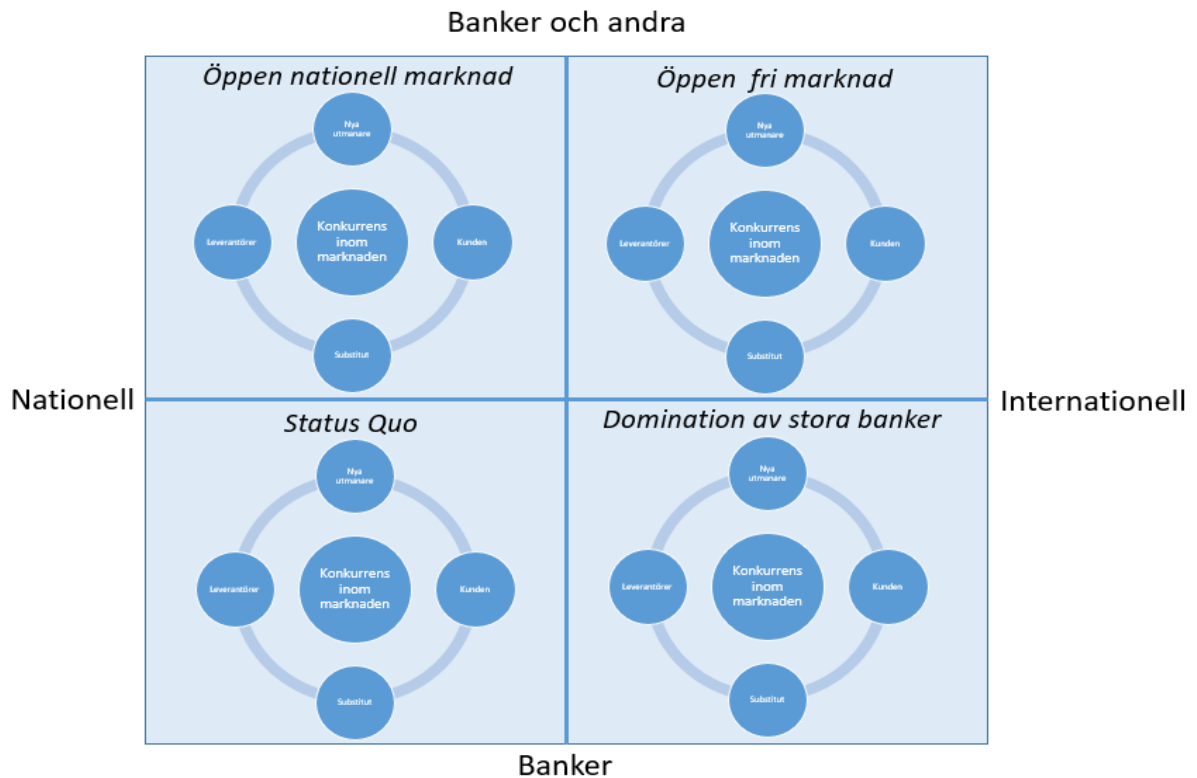 Banker och andra
Öppen nationell marknad
Nya
utmanare
Leverantörer
Konkurrens
inom
marknaden
Kunden
Substitut
Öppen  fri marknad
Nya
utmanare
Leverantörer
Konkurrens
inom
marknaden
Kunden
Substitut
Nationell
Internationell
Status Quo
Nya
utmanare
Leverantörer
Konkurrens
inom
marknaden
Kunden
Substitut
Domination av stora banker
Nya
utmanare
Leverantörer
Konkurrens
inom
marknaden
Kunden
Substitut
Banker